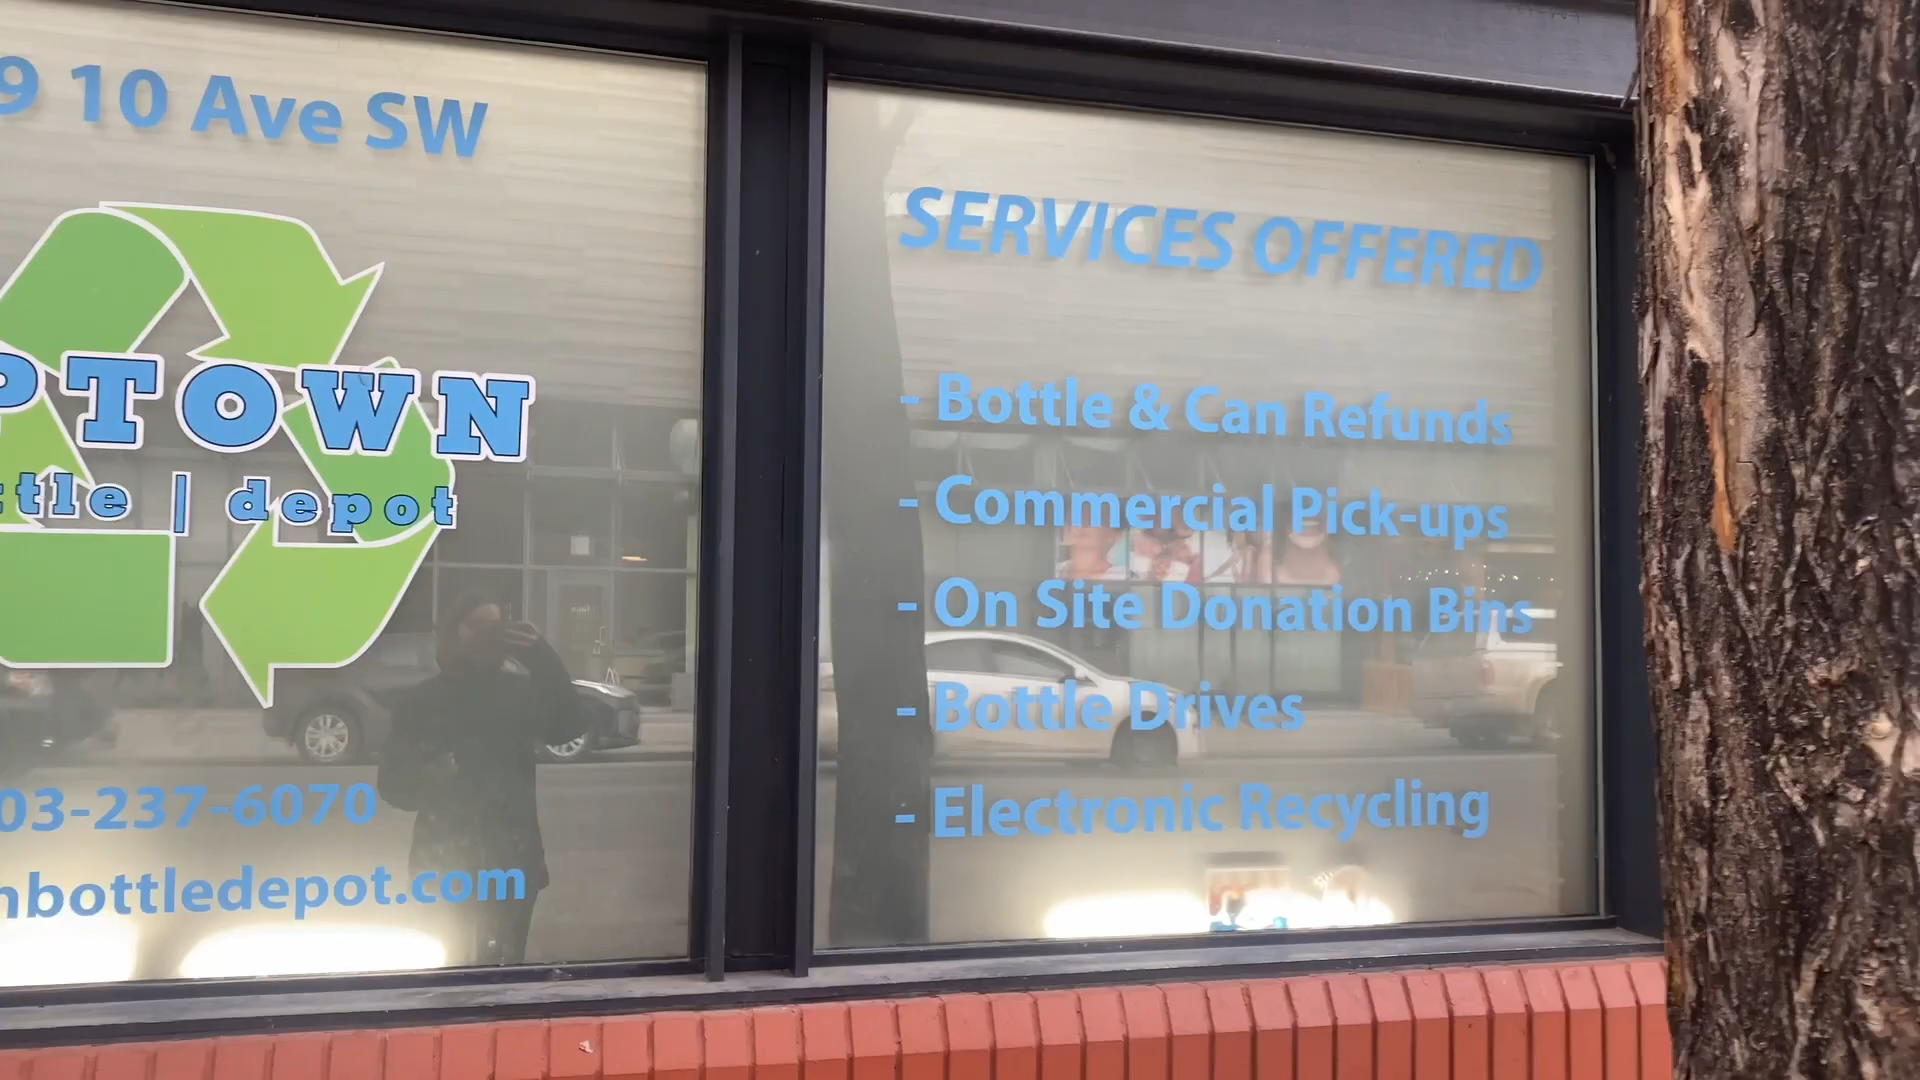 9 10 Ave SW
PTOWN
ttle | depot
03-237-6070
nbottledepot.com
SERVICES OFFERED
- Bottle & Can Refunds
- Commercial Pick-ups
- On Site Donation Bins
- Bottle Drives
- Electronic Recycling